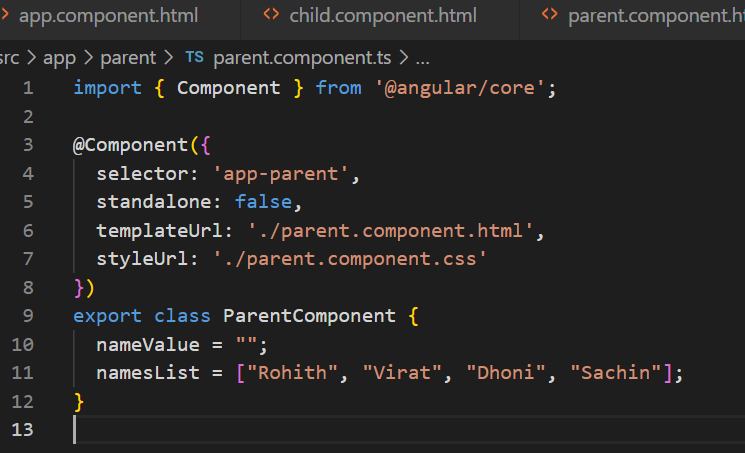 app.component.html child.component.html parent.component.ht
src > app > parent > TS parent.component.ts > ...
1 import { Component } from '@angular/core';
2
3 @Component({
4 selector: 'app-parent',
5 standalone: false,
6 templateUrl: './parent.component.html',
7 styleUrl: './parent.component.css'
8 })
9 export class ParentComponent {
10 nameValue = "";
11 namesList = ["Rohith", "Virat", "Dhoni", "Sachin"];
12 }
13